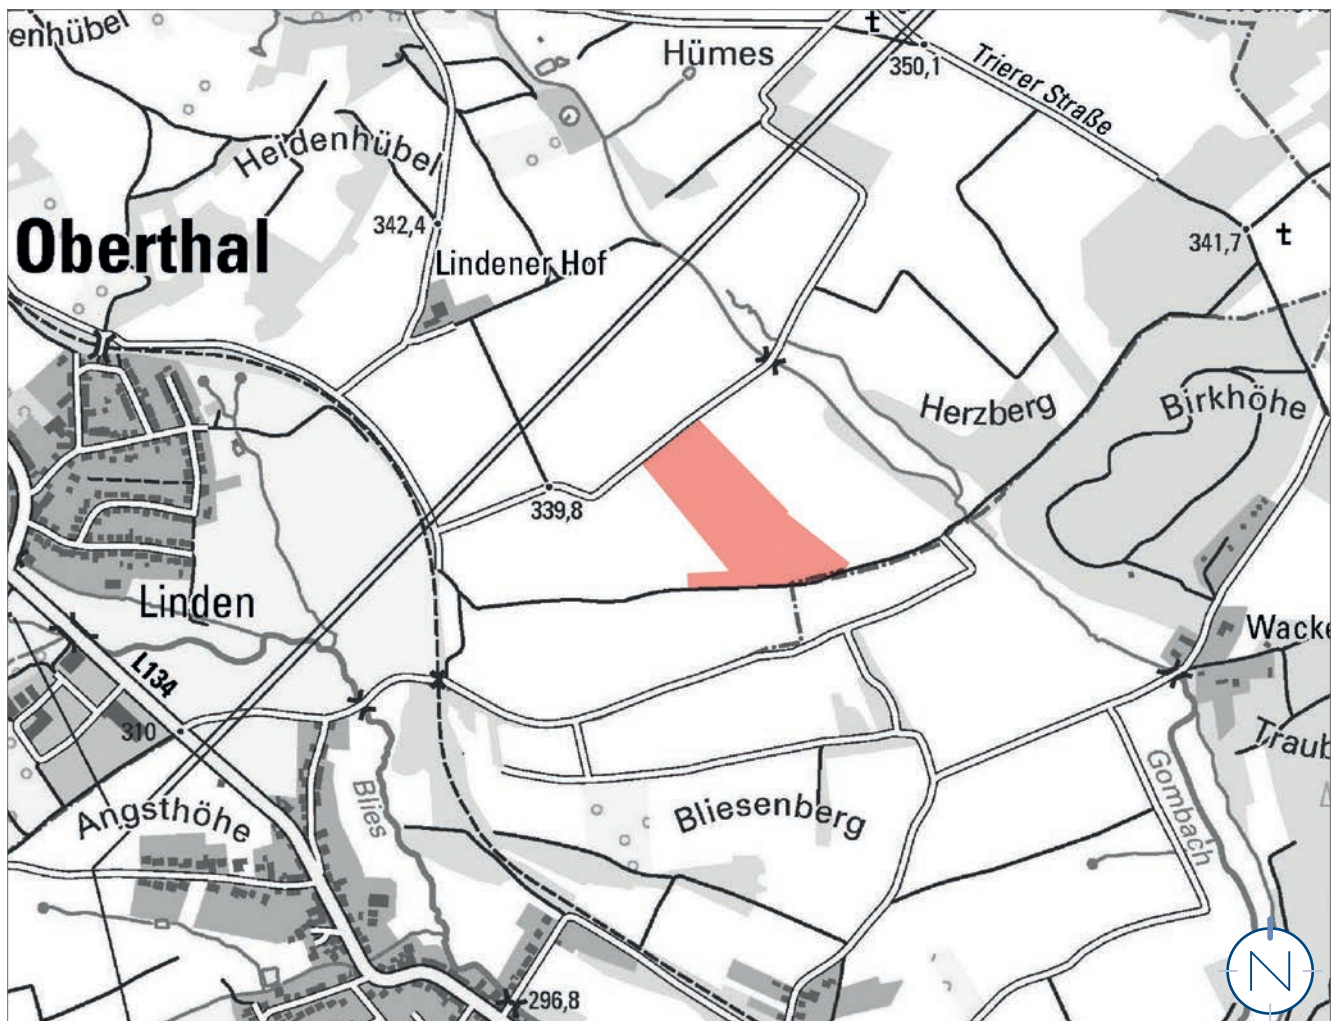 enhübel
Hümes
t
350,1
Trierer Straße
Heidenhübel
Oberthal
342,4
Lindener Hof
341,7
t
Herzberg
Birkhöhe
339,8
Linden
L134
310
Wacke
Traub
Angsthöhe
Blies
Bliesenberg
Gombach
296,8
N